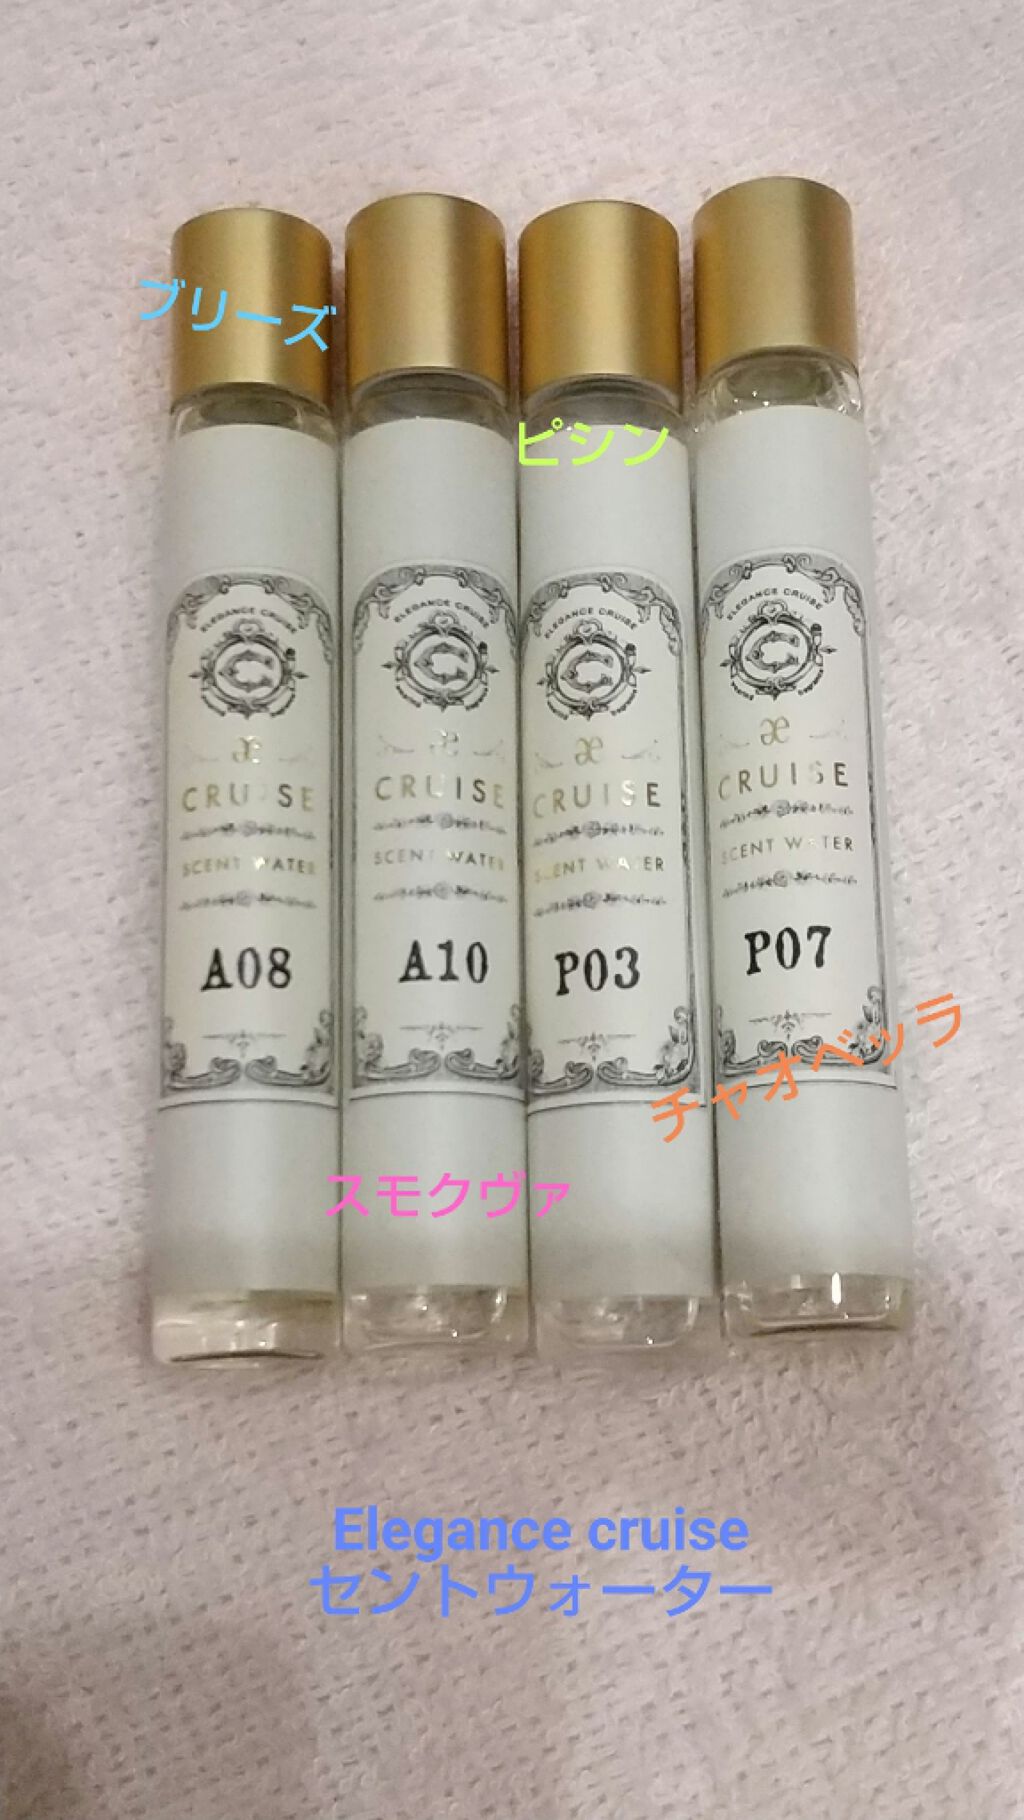 ブリーズ
ピシン
ELEGANCE CRUISE
æ
CRUISE
SCENT WATER
A08
ELEGANCE CRUISE
æ
CRUISE
SCENT WATER
A10
ELEGANCE CRUISE
æ
CRUISE
SCENT WATER
P03
ELEGANCE CRUISE
æ
CRUISE
SCENT WATER
P07
チャオベッラ
スモクヴァ
Elegance cruise
セントウォーター